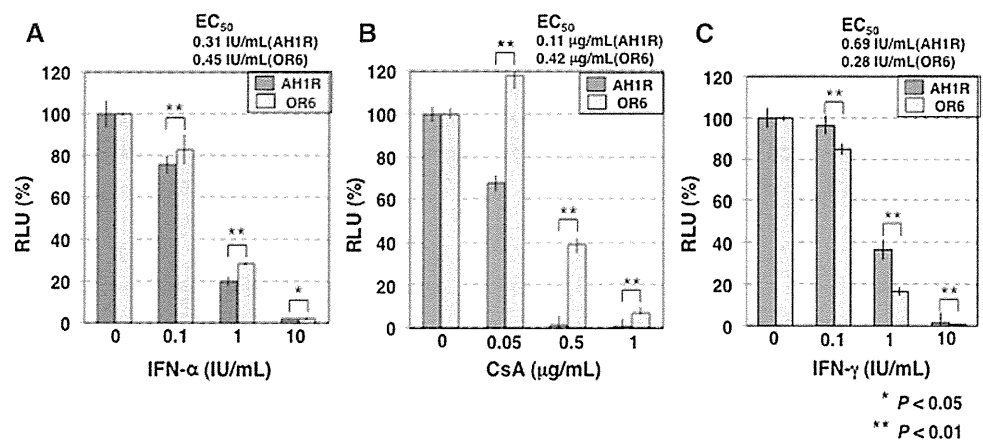 A
EC50
0.31 IU/mL(AH1R)
0.45 IU/mL(OR6)
RLU (%)
120
100
80
60
40
20
0
AH1R
OR6
**
**
*
0 0.1 1 10
IFN-α (IU/mL)
B
EC50
0.11 μg/mL(AH1R)
0.42 μg/mL(OR6)
RLU (%)
120
100
80
60
40
20
0
AH1R
OR6
**
**
**
0 0.05 0.5 1
CsA (μg/mL)
C
EC50
0.69 IU/mL(AH1R)
0.28 IU/mL(OR6)
RLU (%)
120
100
80
60
40
20
0
AH1R
OR6
**
**
**
0 0.1 1 10
IFN-γ (IU/mL)
* P < 0.05
** P < 0.01